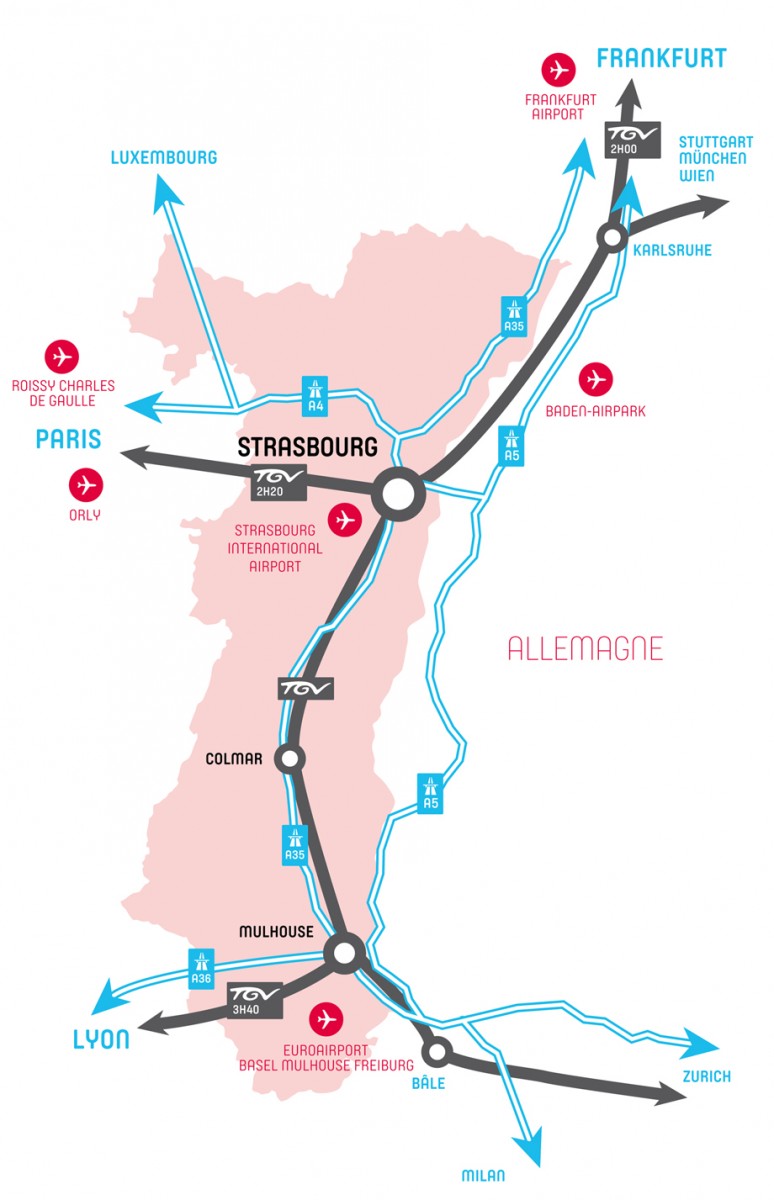 FRANKFURT
FRANKFURT
AIRPORT
TGV
2H00
STUTTGART
MÜNCHEN
WIEN
LUXEMBOURG
KARLSRUHE
A35
ROISSY CHARLES
DE GAULLE
A4
BADEN-AIRPARK
PARIS
STRASBOURG
A5
TGV
2H20
ORLY
STRASBOURG
INTERNATIONAL
AIRPORT
ALLEMAGNE
TGV
COLMAR
A5
A35
MULHOUSE
A36
TGV
3H40
LYON
EUROAIRPORT
BASEL MULHOUSE FREIBURG
BÂLE
ZURICH
MILAN